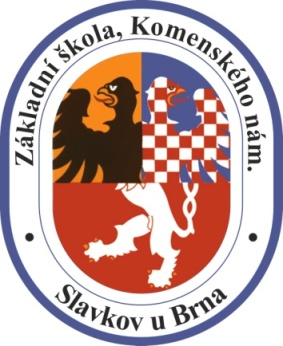 Základní škola, Komenského nám.
Slavkov u Brna